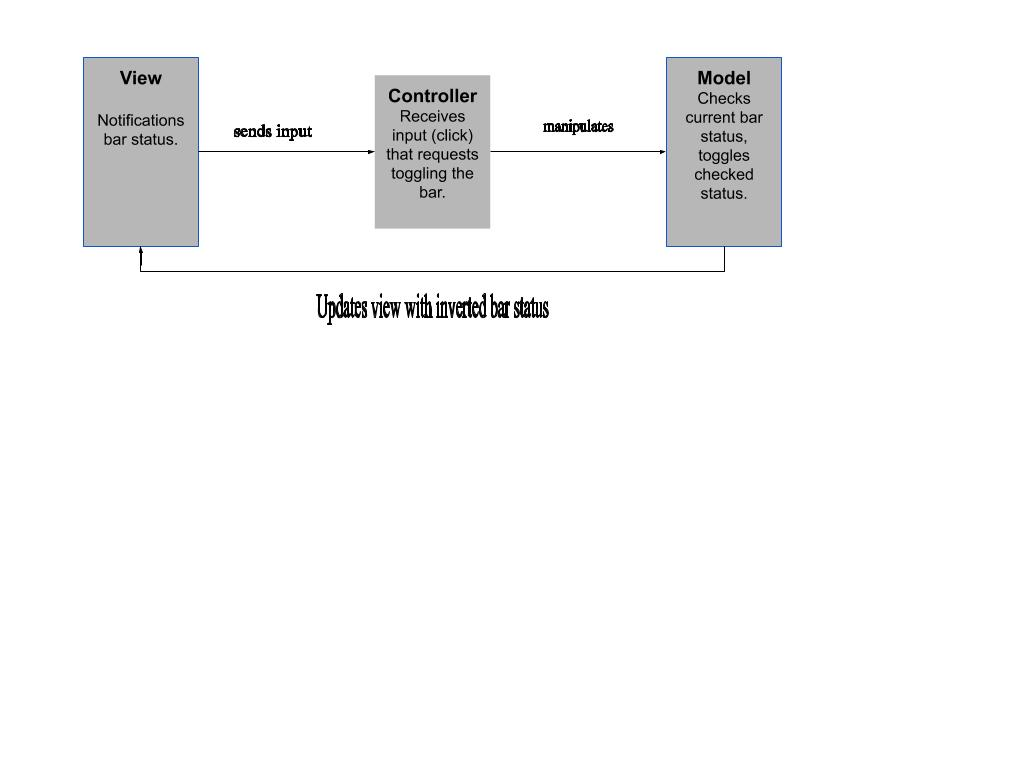 View
Notifications
bar status.
sends input
Controller
Receives
input (click)
that requests
toggling the
bar.
manipulates
Model
Checks
current bar
status,
toggles
checked
status.
Updates view with inverted bar status